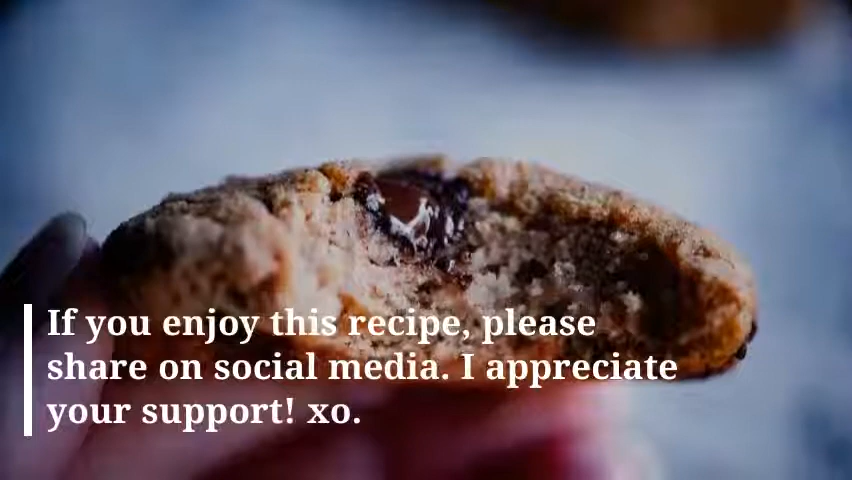 If you enjoy this recipe, please
share on social media. I appreciate
your support! xo.